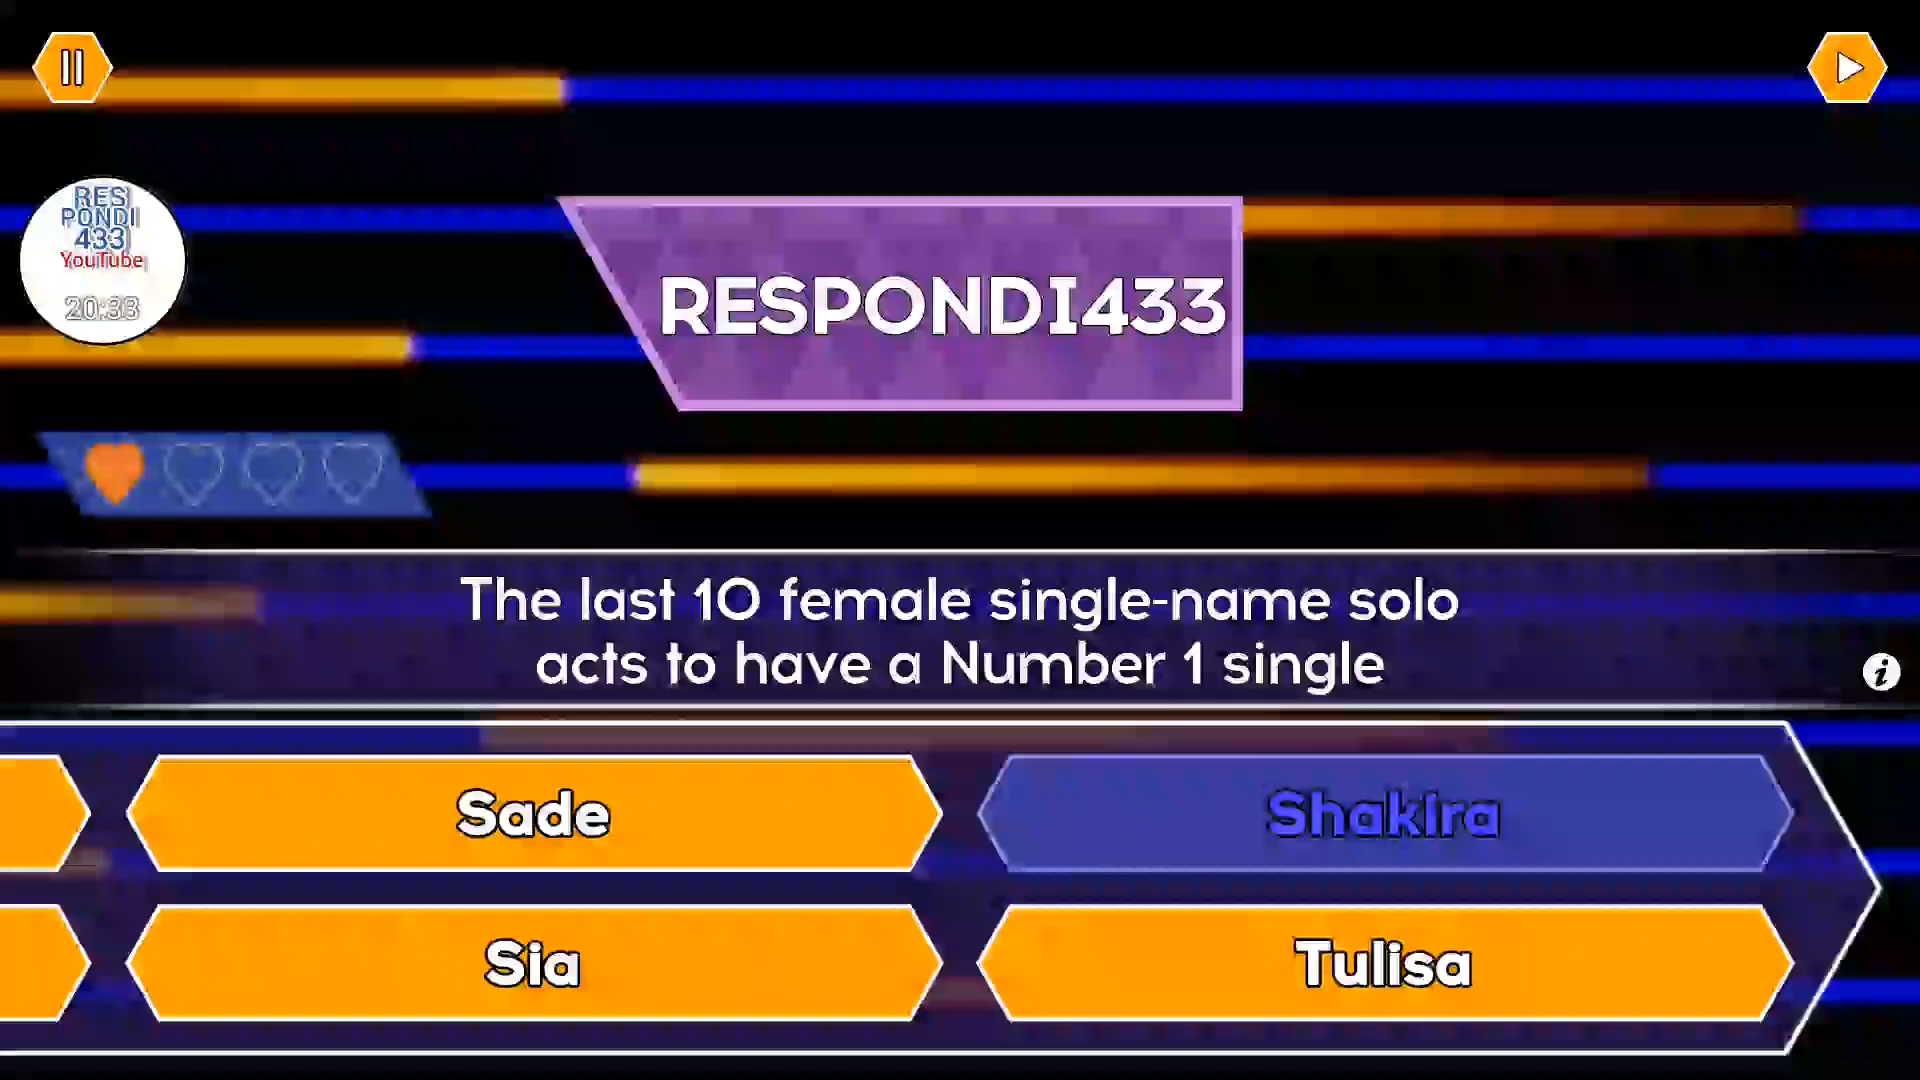 RES
PONDI
433
YouTube
20:33
RESPONDI433
The last 10 female single-name solo
acts to have a Number 1 single
i
Sade
Shakira
Sia
Tulisa